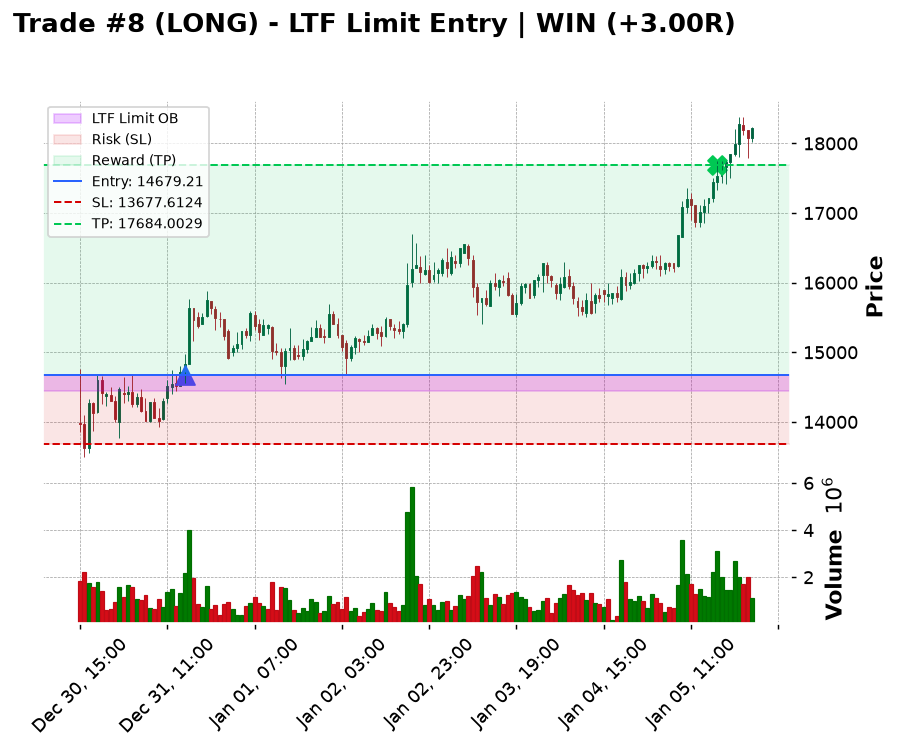 Trade #8 (LONG) - LTF Limit Entry | WIN (+3.00R)
LTF Limit OB
Risk (SL)
Reward (TP)
Entry: 14679.21
SL: 13677.6124
TP: 17684.0029
18000
17000
16000
15000
14000
Price
6
4
2
Volume 10^6
Dec 30, 15:00
Dec 31, 11:00
Jan 01, 07:00
Jan 02, 03:00
Jan 02, 23:00
Jan 03, 19:00
Jan 04, 15:00
Jan 05, 11:00